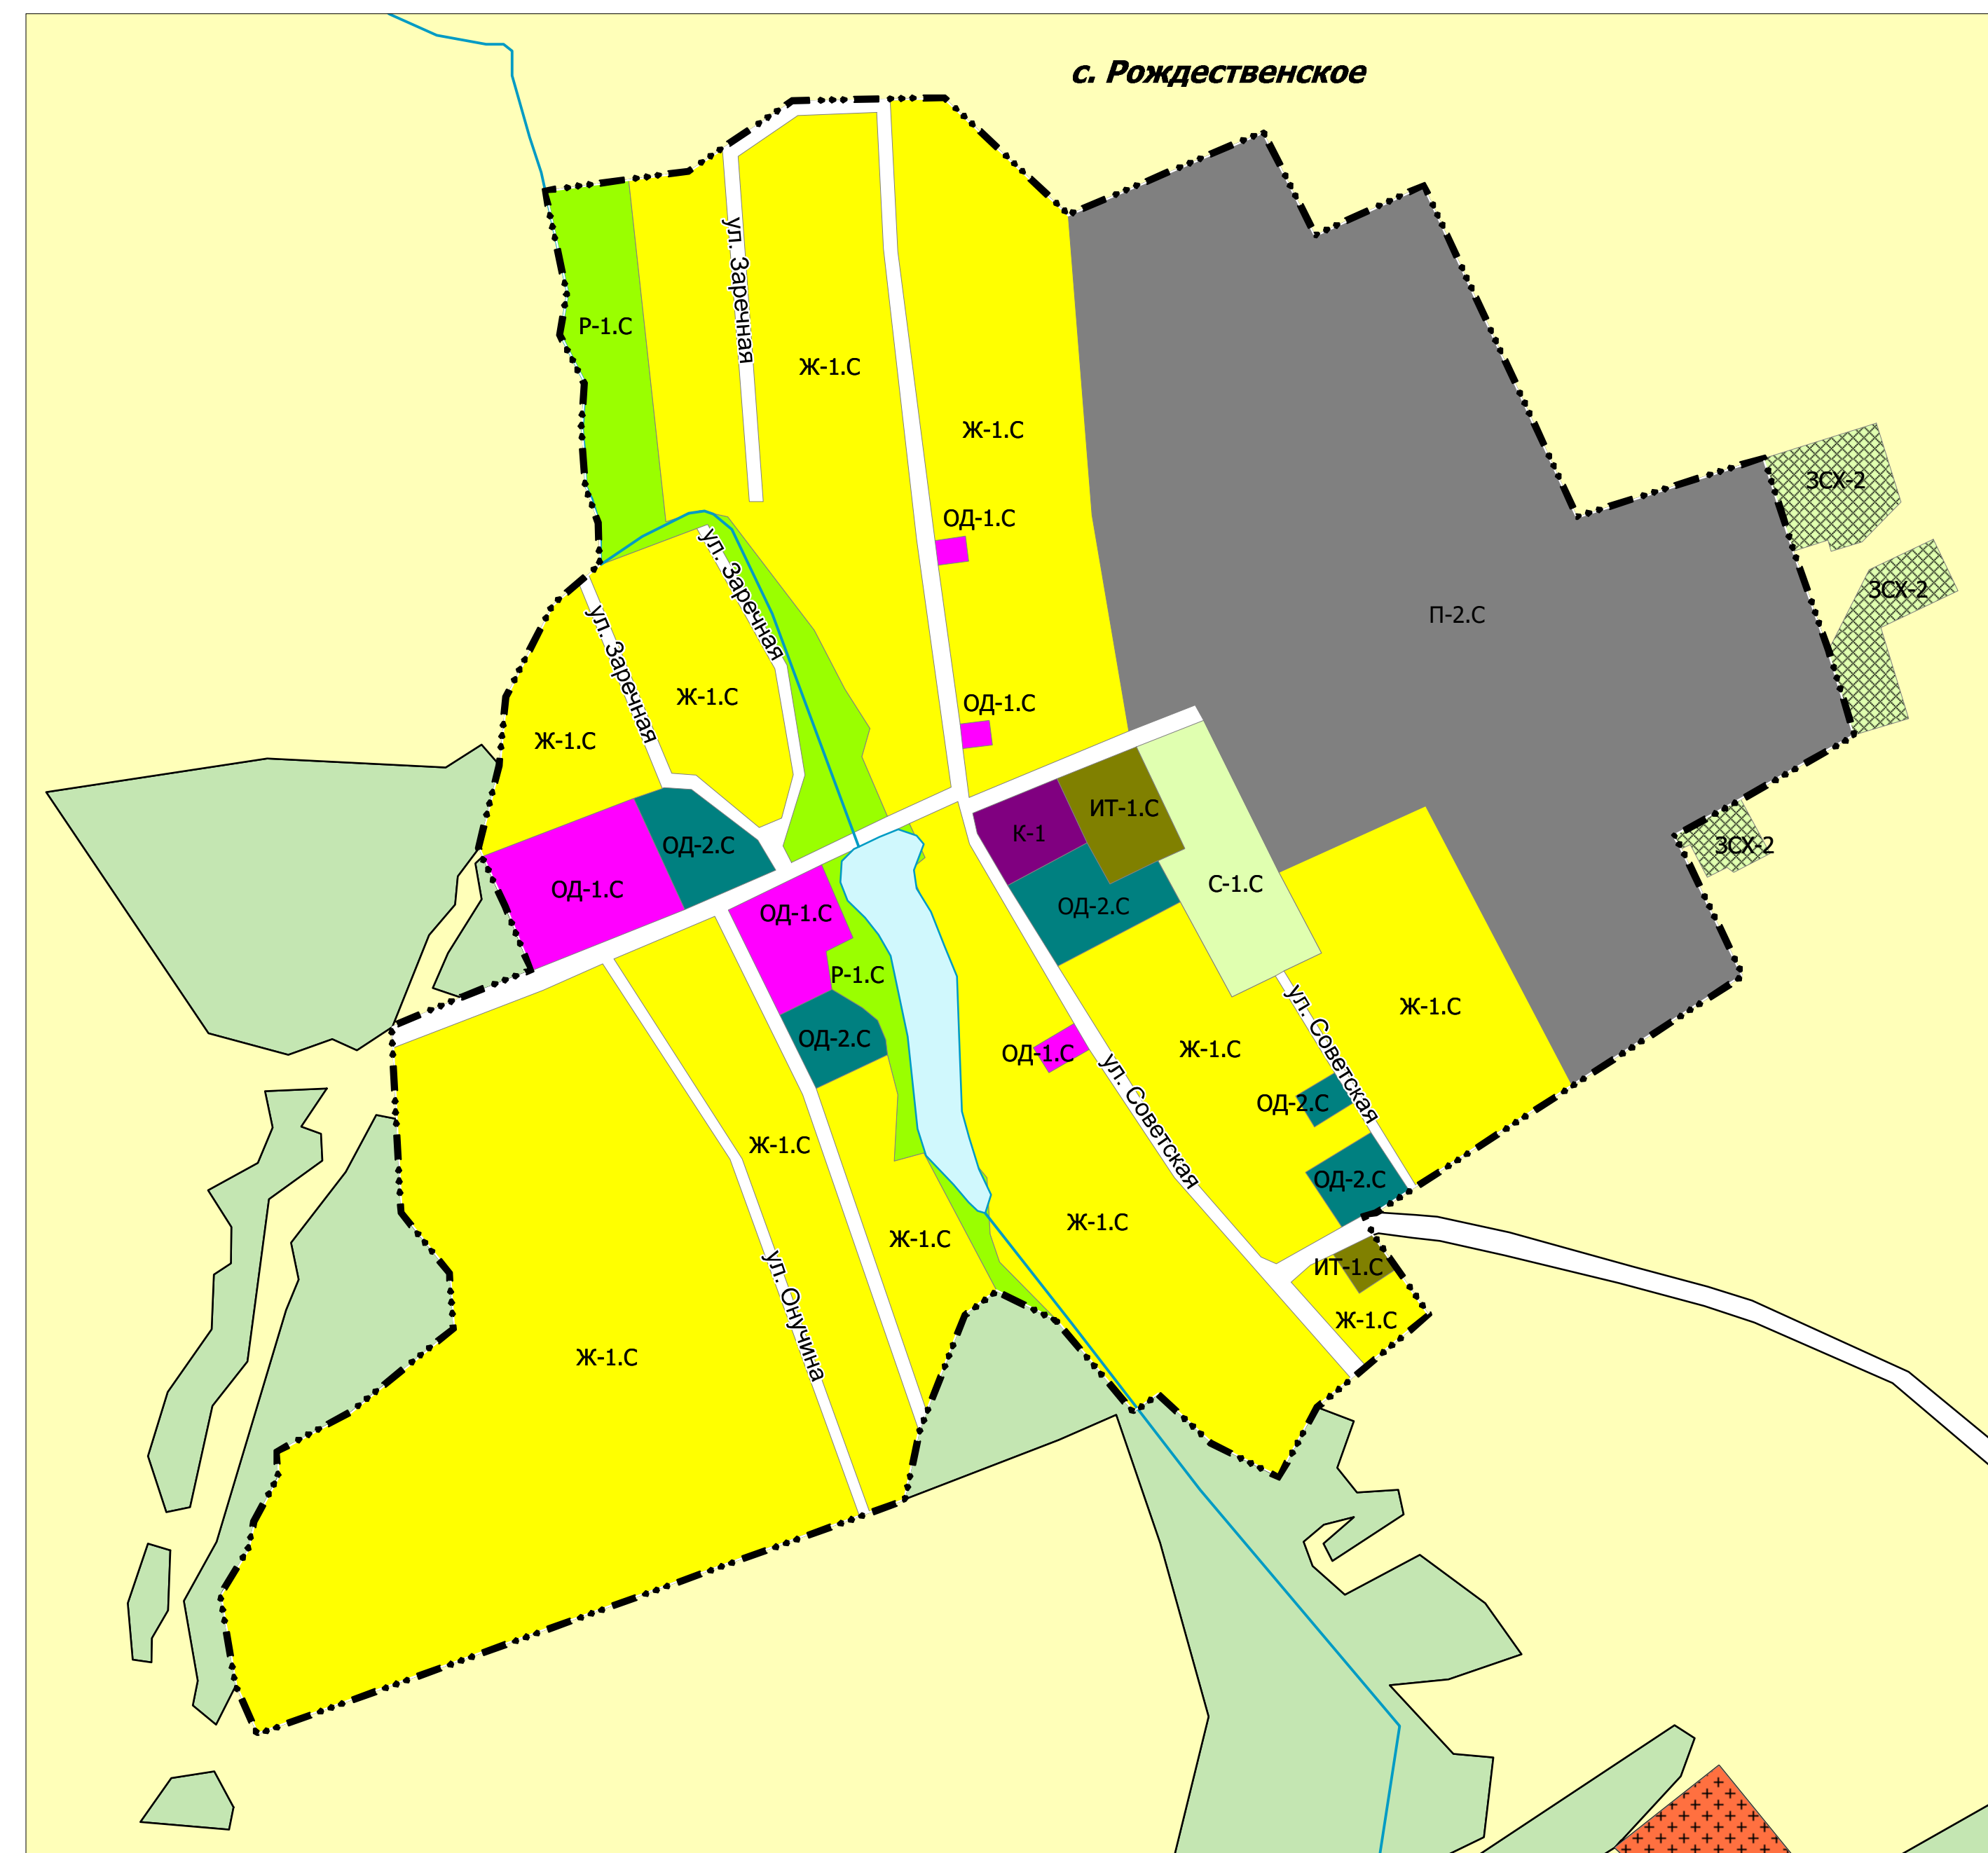 с. Рождественское
Р-1.С
ул. Заречная
Ж-1.С
Ж-1.С
ЗСХ-2
ОД-1.С
ЗСХ-2
П-2.С
ул. Заречная
ул. Заречная
Ж-1.С
ОД-1.С
Ж-1.С
ИТ-1.С
К-1
ОД-2.С
ЗСХ-2
ОД-1.С
С-1.С
ОД-2.С
ОД-1.С
Р-1.С
Ж-1.С
ул. Советская
ОД-2.С
Ж-1.С
ОД-1.С
ул. Советская
ОД-2.С
Ж-1.С
ОД-2.С
Ж-1.С
Ж-1.С
ИТ-1.С
ул. Онучина
Ж-1.С
Ж-1.С